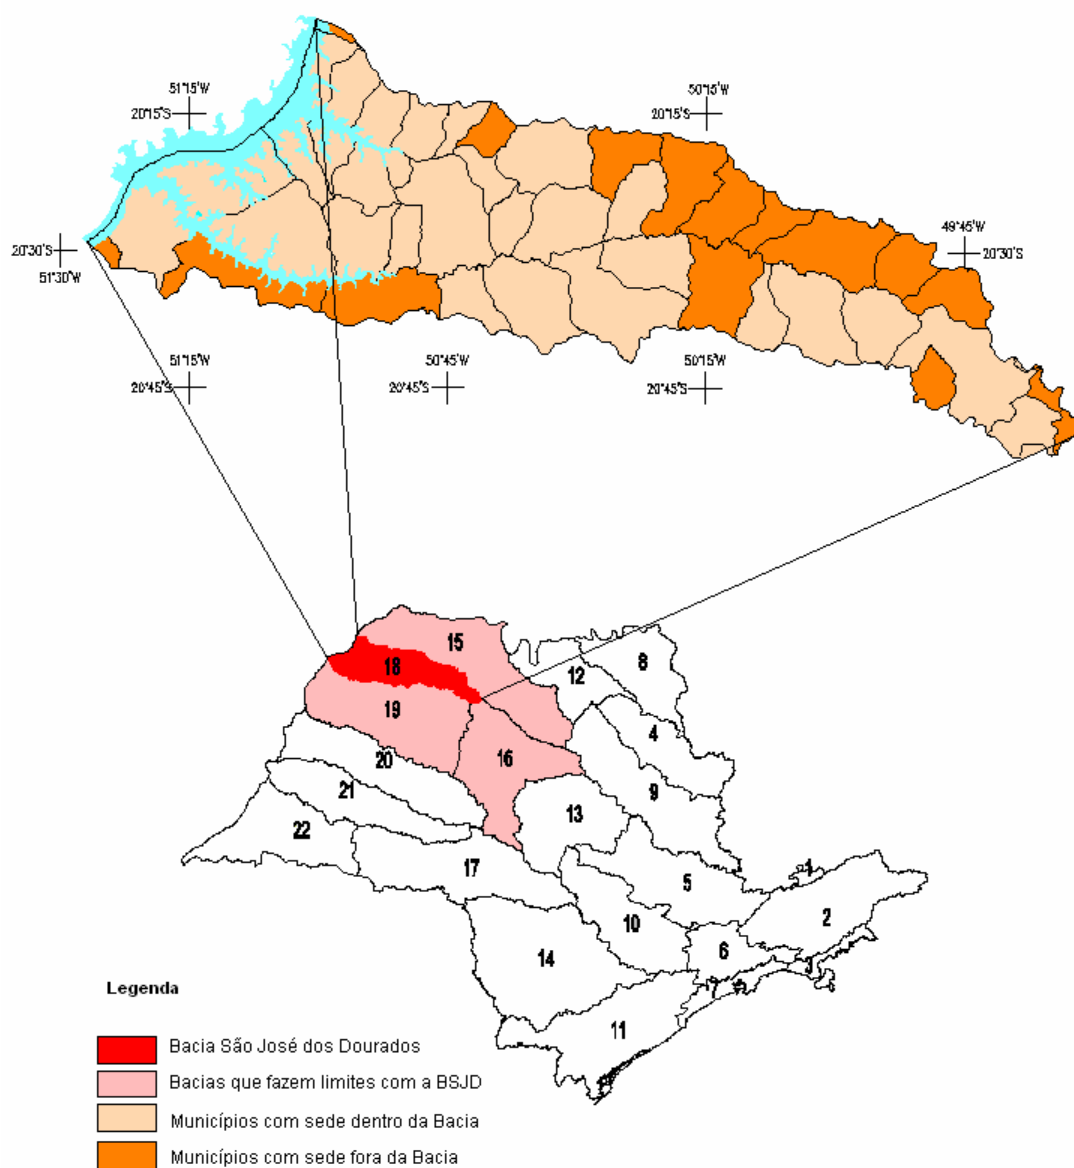 51°15'W
20°15'S
50°15'W
20°15'S
49°45'W
20°30'S
51°30'W
20°30'S
51°15'W
20°45'S
50°45'W
20°45'S
50°15'W
20°45'S
15
8
18
12
19
4
16
20
9
21
13
22
1
17
5
2
10
6
14
3
7
11
Legenda
Bacia São José dos Dourados
Bacias que fazem limites com a BSJD
Municípios com sede dentro da Bacia
Municípios com sede fora da Bacia